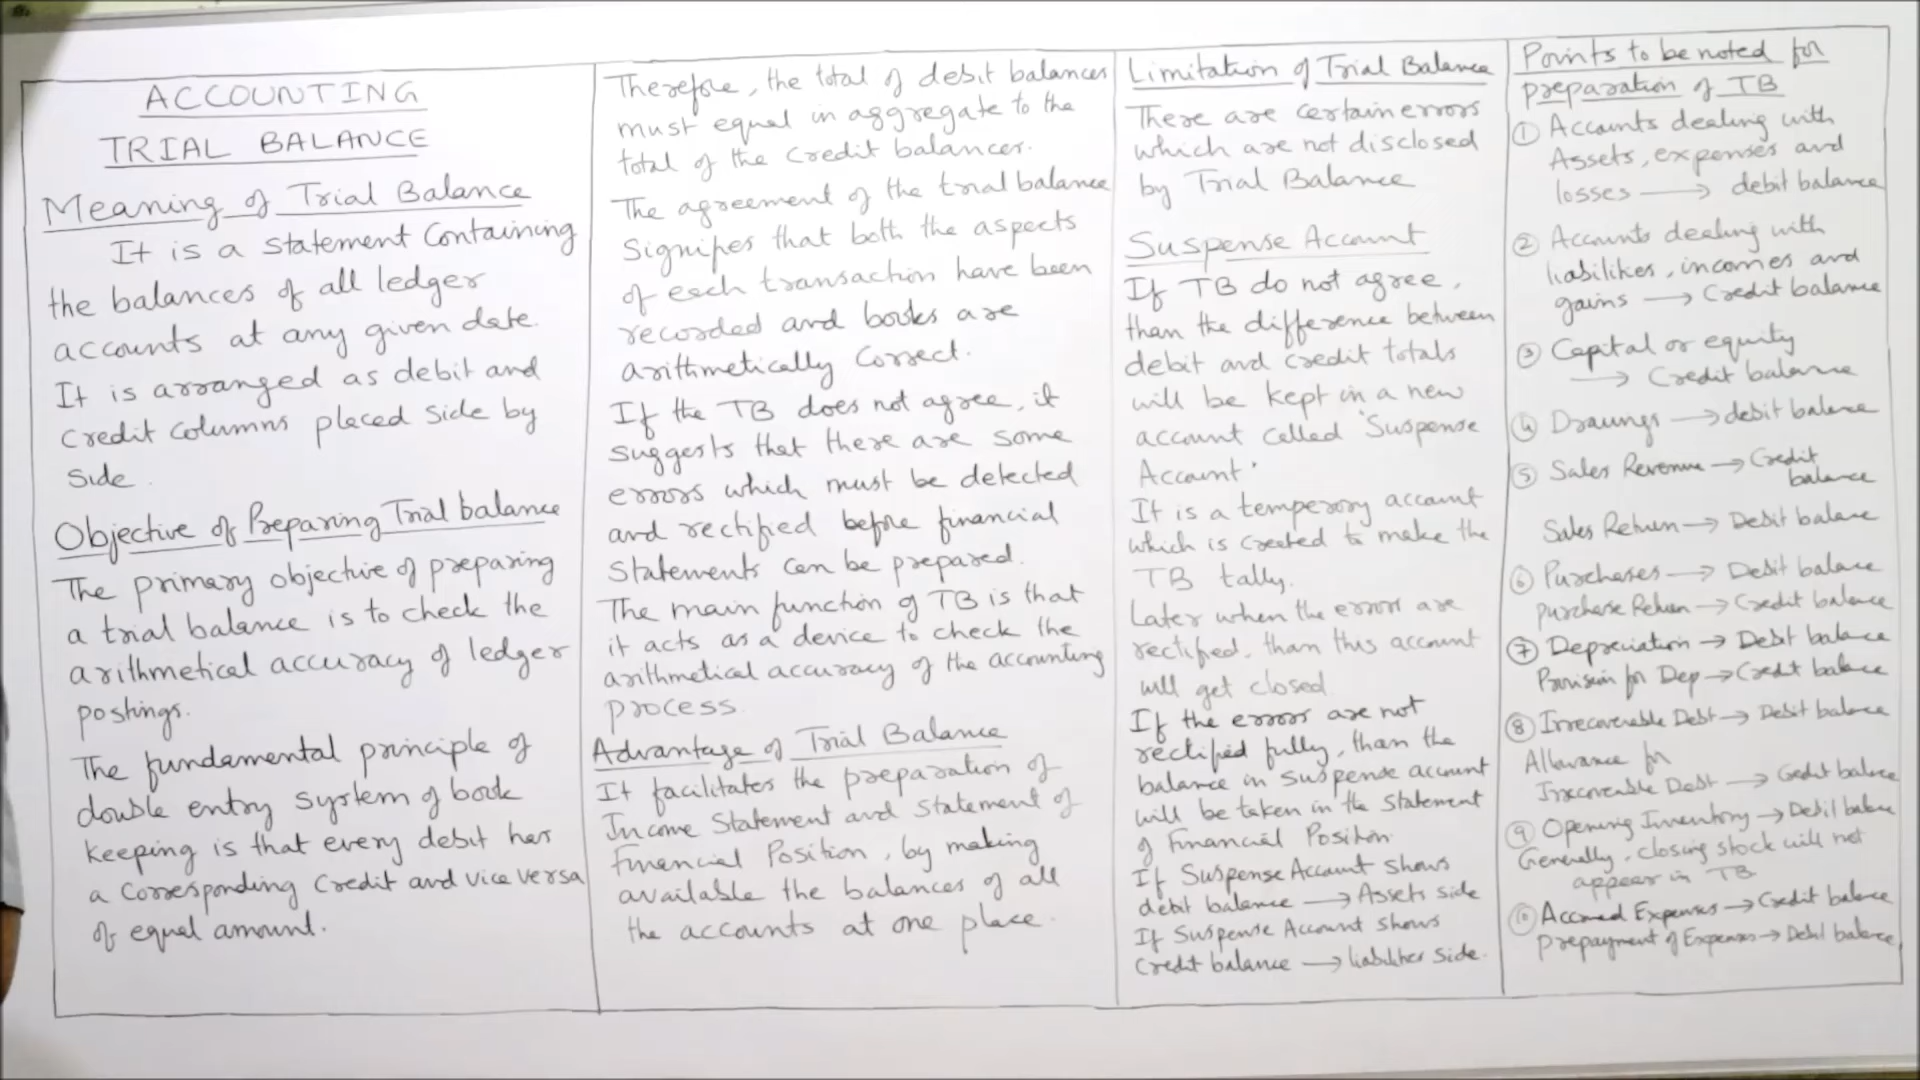 ACCOUNTING
TRIAL BALANCE
Meaning of Trial Balance
It is a statement Containing
the balances of all ledger
accounts at any given date.
It is arranged as debit and
Credit columns placed side by
side.
Objective of Preparing Trial balance
The primary objective of preparing
a trial balance is to check the
arithmetical accuracy of ledger
postings.
The fundamental principle of
double entry system of book
keeping is that every debit has
a corresponding Credit and vice versa
of equal amount.
Therefore, the total of debit balances
must equal in aggregate to the
total of the credit balances.
The agreement of the trial balance
Signifies that both the aspects
of each transaction have been
recorded and books are
arithmetically correct.
If the TB does not agree, it
suggests that there are some
errors which must be detected
and rectified before financial
statements can be prepared.
The main function of TB is that
it acts as a device to check the
arithmetical accuracy of the accounting
process.
Advantage of Trial Balance
It facilitates the preparation of
Income Statement and Statement of
Financial Position, by making
available the balances of all
the accounts at one place.
Limitation of Trial Balance
There are certain errors
which are not disclosed
by Trial Balance
Suspense Account
If TB do not agree,
than the difference between
debit and credit totals
will be kept in a new
account called 'Suspense
Account'
It is a temperory account
which is created to make the
TB tally.
Later when the errors are
rectified, than this account
will get closed
If the errors are not
rectified fully, than the
balance in suspense account
will be taken in the Statement
of Financial Position.
If Suspense Account shows
debit balance → Assets side
If Suspense Account shows
Credit balance → liabilities side.
Points to be noted for
preparation of TB
① Accounts dealing with
Assets, expenses and
losses → debit balance
② Accounts dealing with
liabilities, incomes and
gains → Credit balance
③ Capital or equity
→ Credit balance
④ Drawings → debit balance
⑤ Sales Revenue → Credit
balance
Sales Return → Debit balance
⑥ Purchases → Debit balance
purchase Return → Credit balance
⑦ Depreciation → Debit balance
Provision for Dep → Credit balance
⑧ Irrecoverable Debt → Debit balance
Allowance for
Irrecoverable Debt → Credit balance
⑨ Opening Inventory → Debit balance
Generally, closing stock will not
appear in TB
⑩ Accrued Expenses → Credit balance
prepayment of Expenses → Debit balance